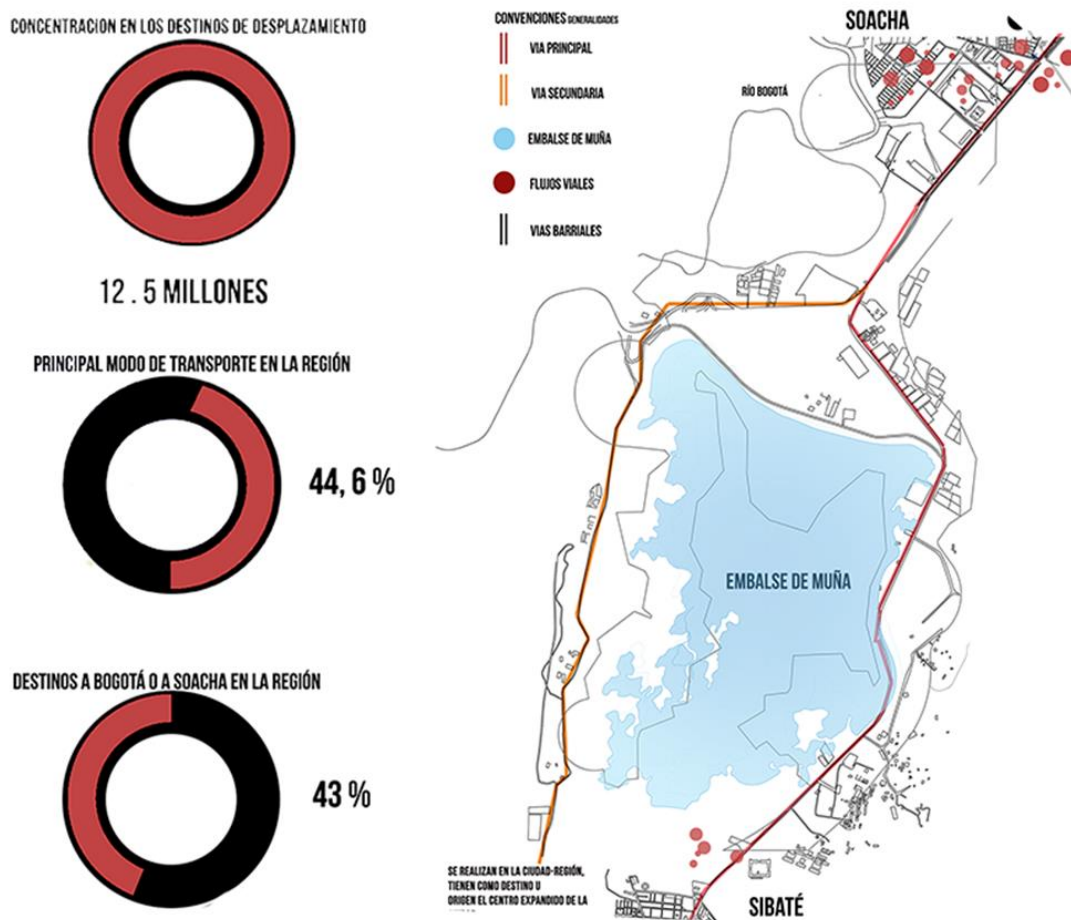 CONCENTRACION EN LOS DESTINOS DE DESPLAZAMIENTO
12 . 5 MILLONES
PRINCIPAL MODO DE TRANSPORTE EN LA REGIÓN
44, 6 %
DESTINOS A BOGOTÁ O A SOACHA EN LA REGIÓN
43 %
CONVENCIONES GENERALIDADES
VIA PRINCIPAL
VIA SECUNDARIA
EMBALSE DE MUÑA
FLUJOS VIALES
VIAS BARRIALES
SOACHA
RÍO BOGOTÁ
EMBALSE DE MUÑA
SE REALIZAN EN LA CIUDAD-REGIÓN,
TIENEN COMO DESTINO U
ORIGEN EL CENTRO EXPANDIDO DE LA
SIBATÉ